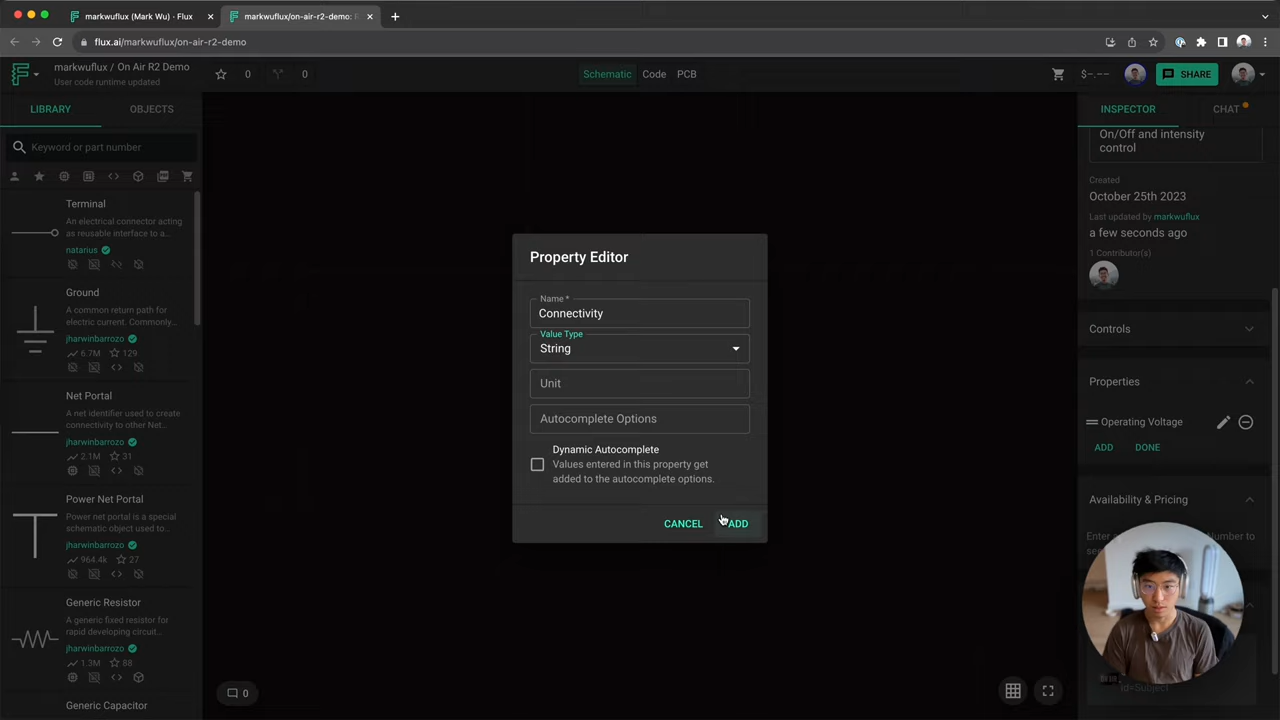 markwuflux (Mark Wu) · Flux
markwuflux/on-air-r2-demo: R
flux.ai/markwuflux/on-air-r2-demo
markwuflux / On Air R2 Demo
User code runtime updated
0
0
Schematic
Code
PCB
$-.--
SHARE
LIBRARY
OBJECTS
INSPECTOR
CHAT
Keyword or part number
Terminal
An electrical connector acting
as reusable interface to a...
natarius
Ground
A common return path for
electric current. Commonly...
jharwinbarrozo
6.7M
129
Net Portal
A net identifier used to create
connectivity to other Net...
jharwinbarrozo
2.1M
31
Power Net Portal
Power net portal is a special
schematic object used to...
jharwinbarrozo
964.4k
27
Generic Resistor
A generic fixed resistor for
rapid developing circuit...
jharwinbarrozo
1.3M
88
Generic Capacitor
Property Editor
Name *
Connectivity
Value Type
String
Unit
Autocomplete Options
Dynamic Autocomplete
Values entered in this property get
added to the autocomplete options.
CANCEL
ADD
0
On/Off and intensity
control
Created
October 25th 2023
Last updated by markwuflux
a few seconds ago
1 Contributor(s)
Controls
Properties
Operating Voltage
ADD
DONE
Availability & Pricing
Id=Subject